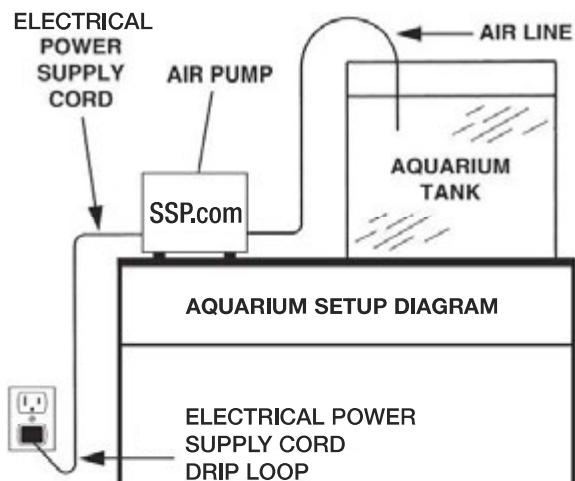 ELECTRICAL
POWER
SUPPLY
CORD
AIR PUMP
AIR LINE
SSP.com
AQUARIUM
TANK
AQUARIUM SETUP DIAGRAM
ELECTRICAL POWER
SUPPLY CORD
DRIP LOOP